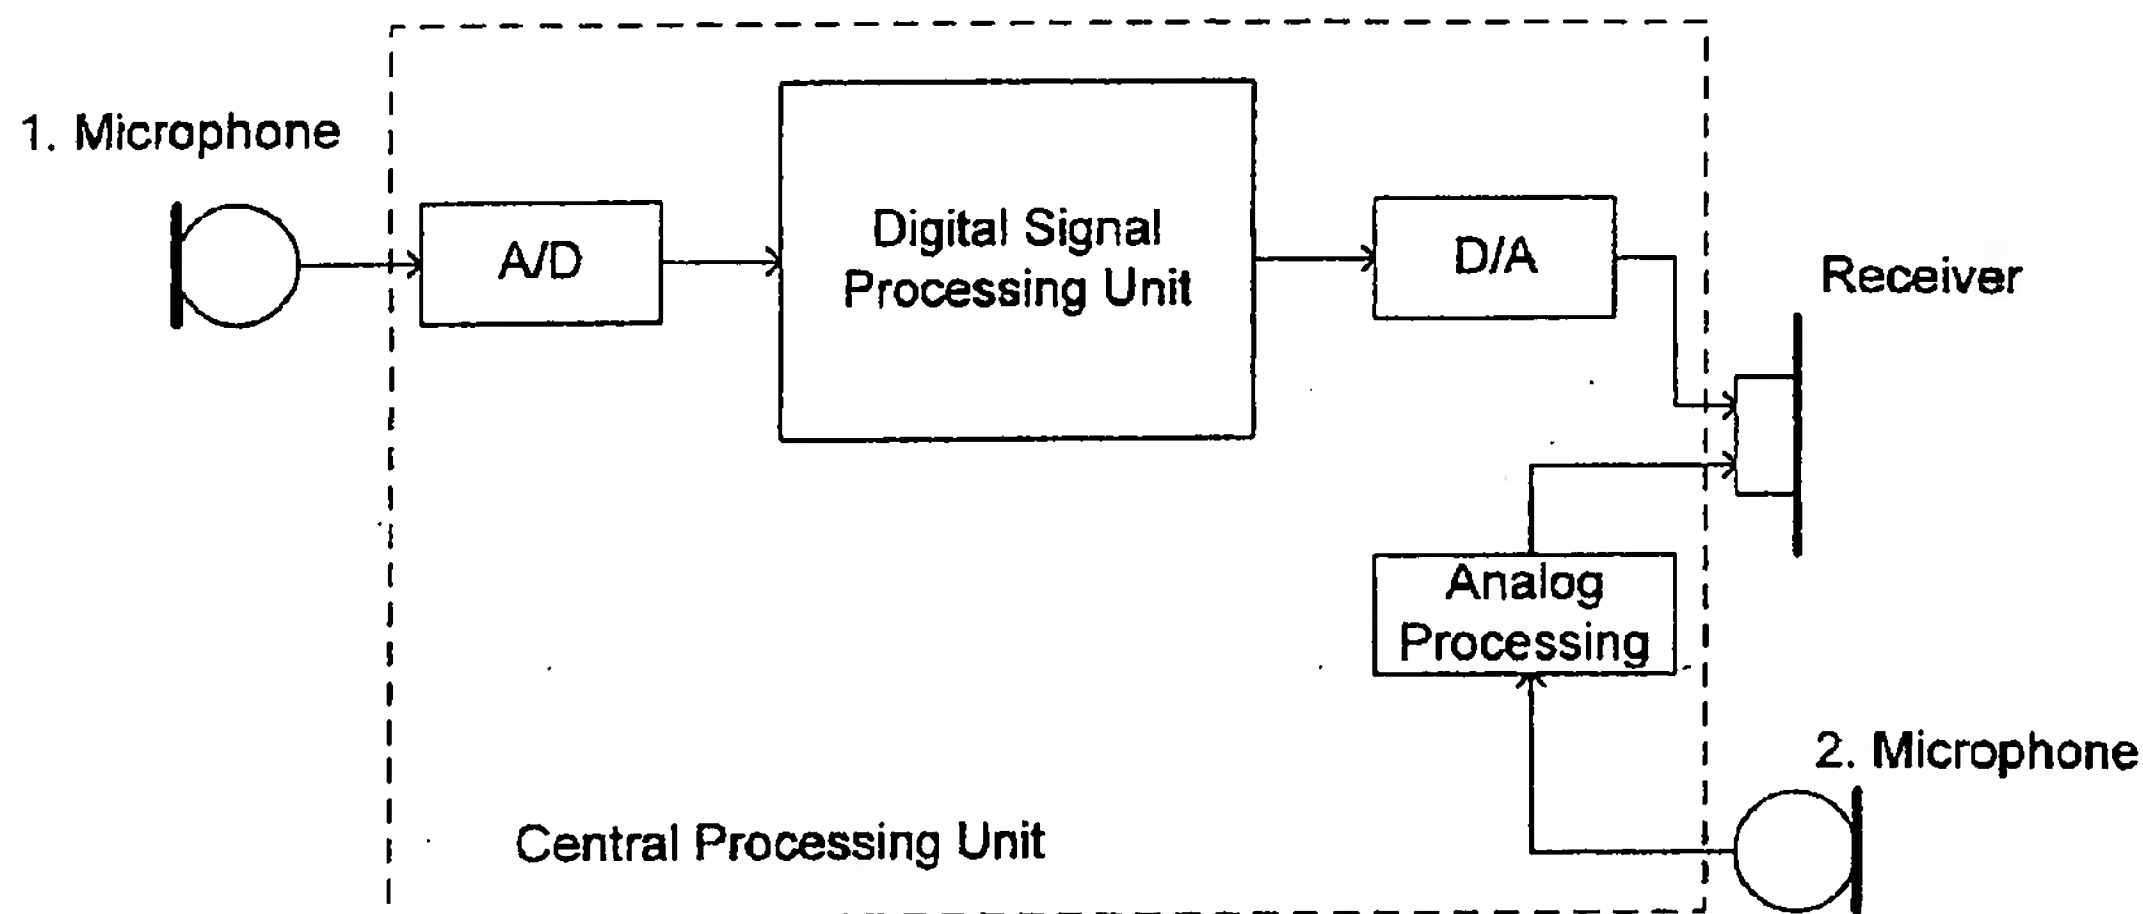 1. Microphone
A/D
Digital Signal
Processing Unit
D/A
Receiver
Analog
Processing
2. Microphone
Central Processing Unit